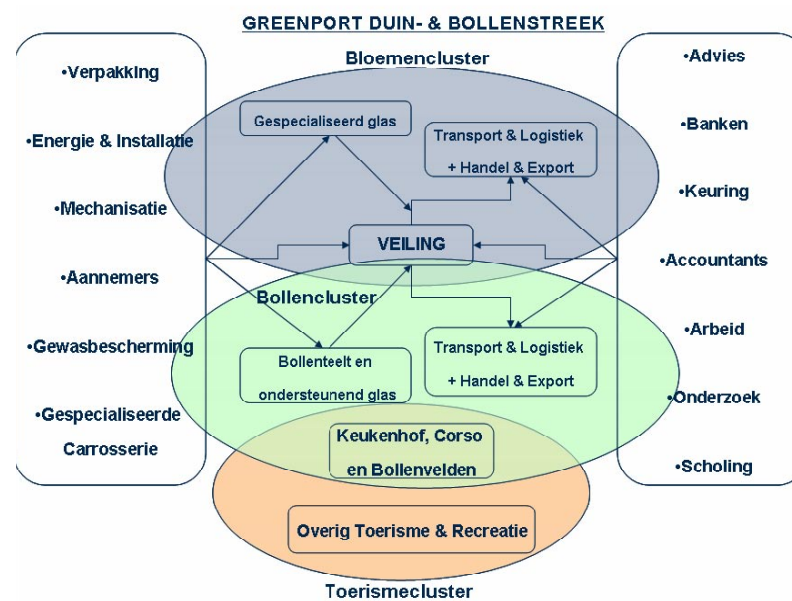 GREENPORT DUIN- & BOLLENSTREEK
Bloemencluster
•Verpakking
•Energie & Installatie
•Mechanisatie
•Aannemers
•Gewasbescherming
•Gespecialiseerde
Carrosserie
Gespecialiseerd glas
Transport & Logistiek
+ Handel & Export
VEILING
Bollencluster
Bollenteelt en
ondersteunend glas
Transport & Logistiek
+ Handel & Export
Keukenhof, Corso
en Bollenvelden
Overig Toerisme & Recreatie
Toerismecluster
•Advies
•Banken
•Keuring
•Accountants
•Arbeid
•Onderzoek
•Scholing